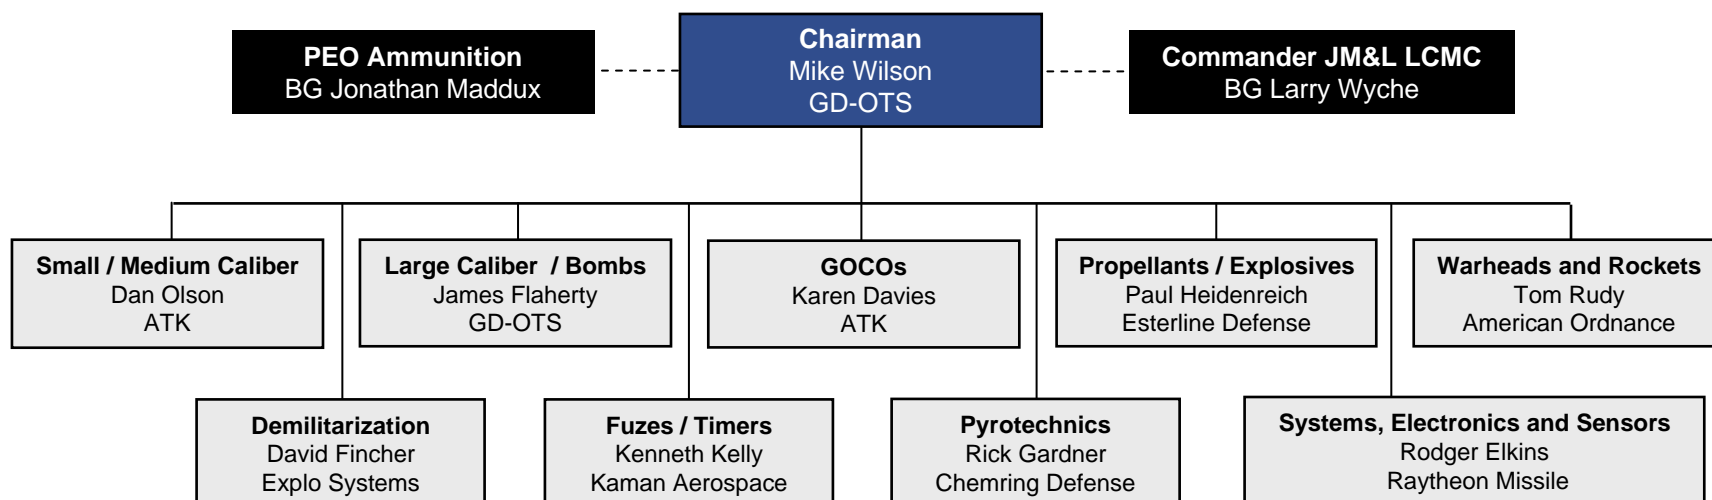 PEO Ammunition
BG Jonathan Maddux
Chairman
Mike Wilson
GD-OTS
Commander JM&L LCMC
BG Larry Wyche
Small / Medium Caliber
Dan Olson
ATK
Large Caliber  / Bombs
James Flaherty
GD-OTS
GOCOs
Karen Davies
ATK
Propellants / Explosives
Paul Heidenreich
Esterline Defense
Warheads and Rockets
Tom Rudy
American Ordnance
Demilitarization
David Fincher
Explo Systems
Fuzes / Timers
Kenneth Kelly
Kaman Aerospace
Pyrotechnics
Rick Gardner
Chemring Defense
Systems, Electronics and Sensors
Rodger Elkins
Raytheon Missile